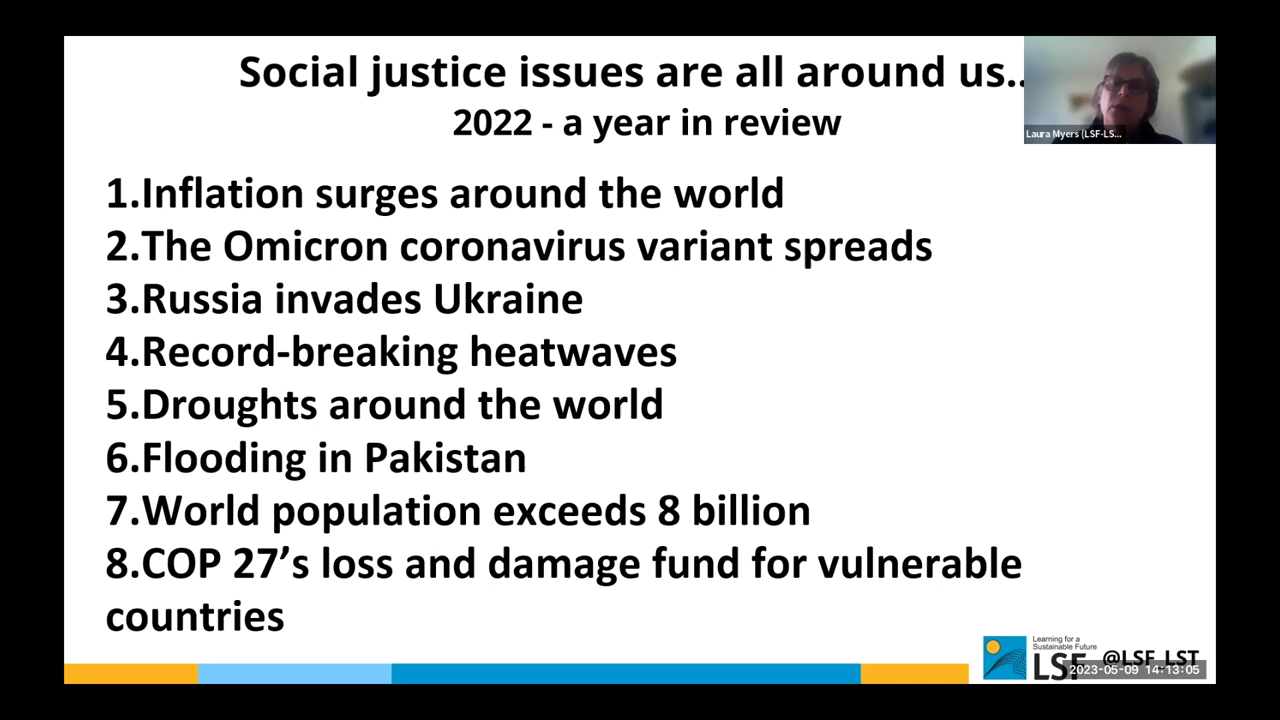 Social justice issues are all around us..
2022 - a year in review
Laura Myers (LSF-LS...
1.Inflation surges around the world
2.The Omicron coronavirus variant spreads
3.Russia invades Ukraine
4.Record-breaking heatwaves
5.Droughts around the world
6.Flooding in Pakistan
7.World population exceeds 8 billion
8.COP 27’s loss and damage fund for vulnerable
countries
Learning for a
Sustainable Future
LSF
@LSF_LST
2023-05-09 14:13:05